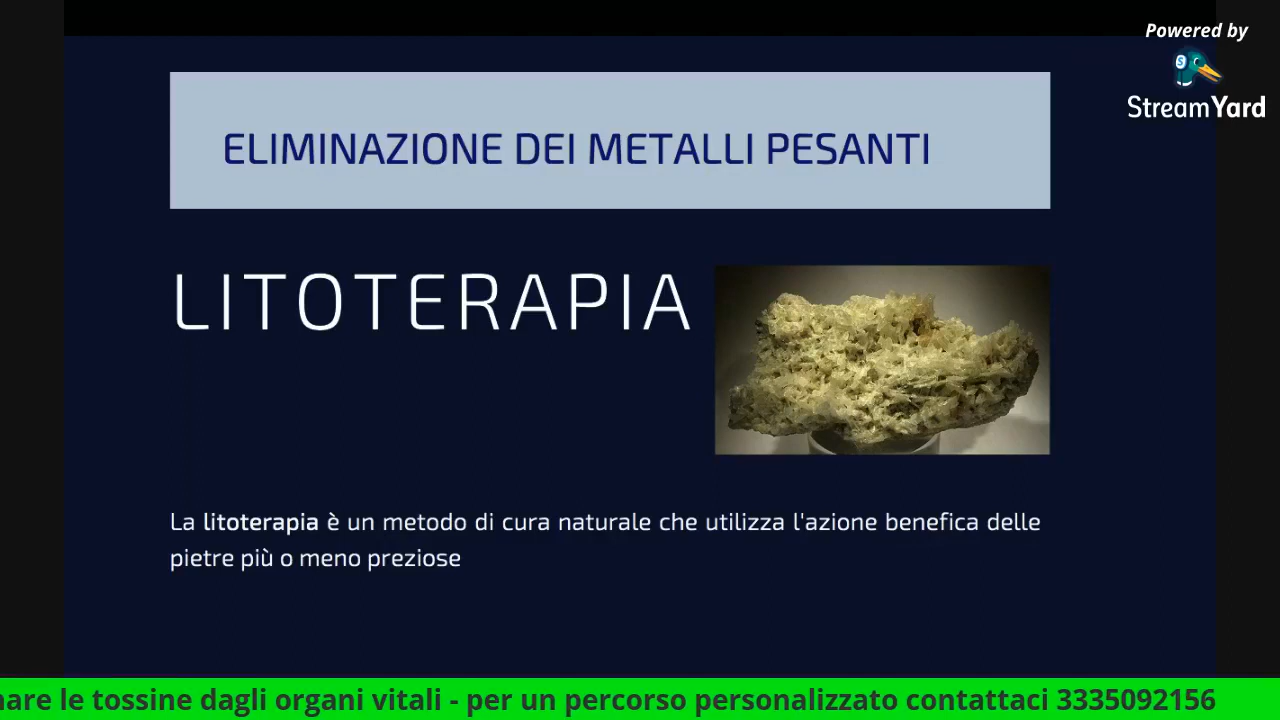 Powered by
StreamYard
ELIMINAZIONE DEI METALLI PESANTI
LITOTERAPIA
La litoterapia è un metodo di cura naturale che utilizza l'azione benefica delle
pietre più o meno preziose
le tossine dagli organi vitali - per un percorso personalizzato contattaci 3335092156